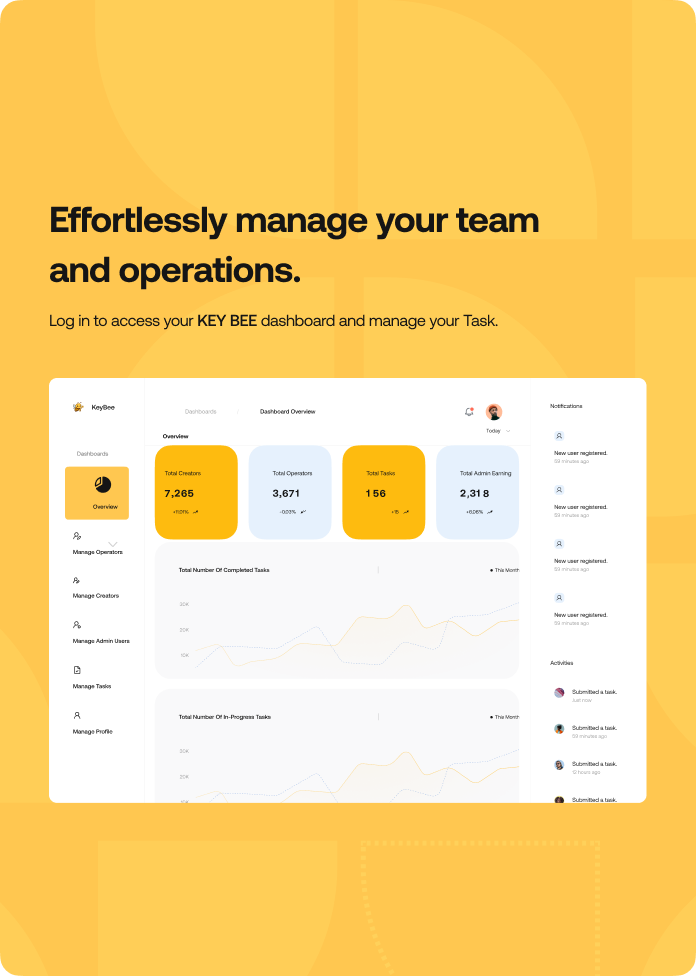 Effortlessly manage your team
and operations.
Log in to access your KEY BEE dashboard and manage your Task.
KeyBee
Dashboards
Overview
Manage Operators
Manage Creators
Manage Admin Users
Manage Tasks
Manage Profile
Dashboards
Dashboard Overview
Today
Overview
Total Creators
7,265
+11,01%
Total Operators
3,671
-0,03%
Total Tasks
156
+15
Total Admin Earning
2,318
+6,08%
Total Number Of Completed Tasks
This Month
30K
20K
10K
Total Number Of In-Progress Tasks
This Month
30K
20K
10K
Notifications
New user registered.
59 minutes ago
New user registered.
59 minutes ago
New user registered.
59 minutes ago
New user registered.
59 minutes ago
Activities
Submitted a task.
Just now
Submitted a task.
59 minutes ago
Submitted a task.
12 hours ago
Submitted a task.